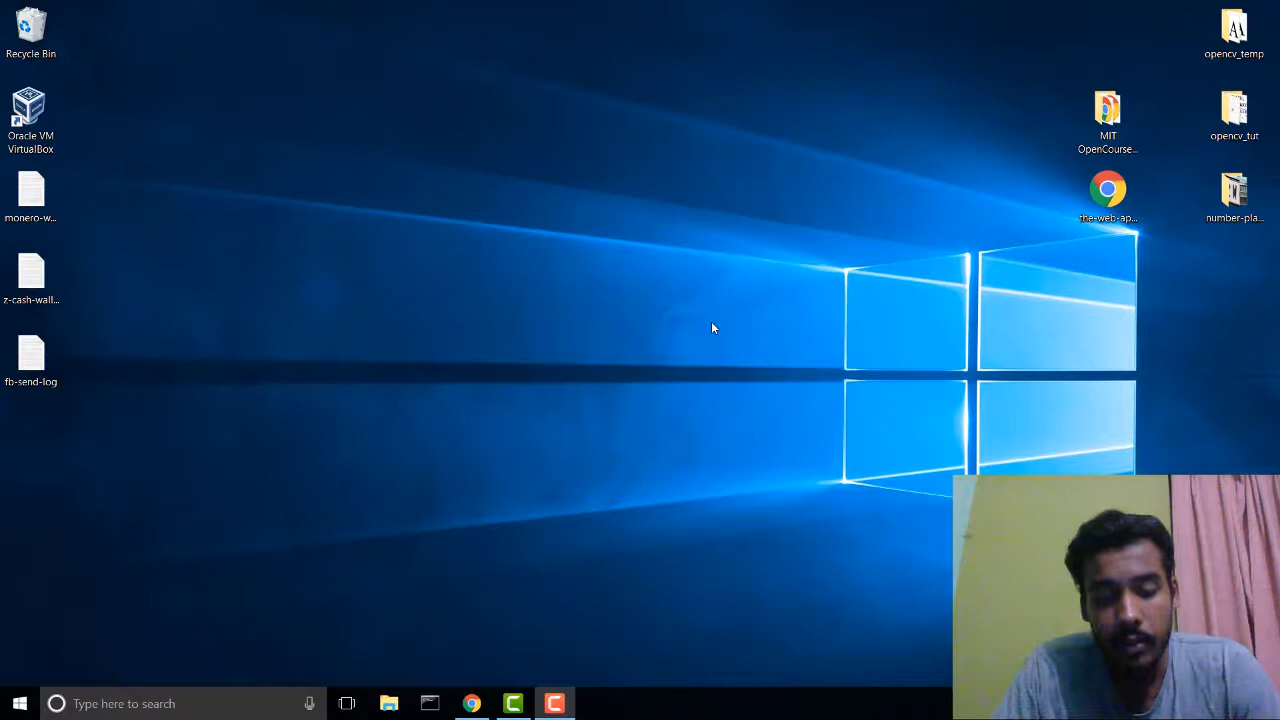 Recycle Bin
Oracle VM
VirtualBox
monero-w...
z-cash-wall...
fb-send-log
opencv_temp
MIT
OpenCourse...
opencv_tut
the-web-ap...
number-pla...
Type here to search